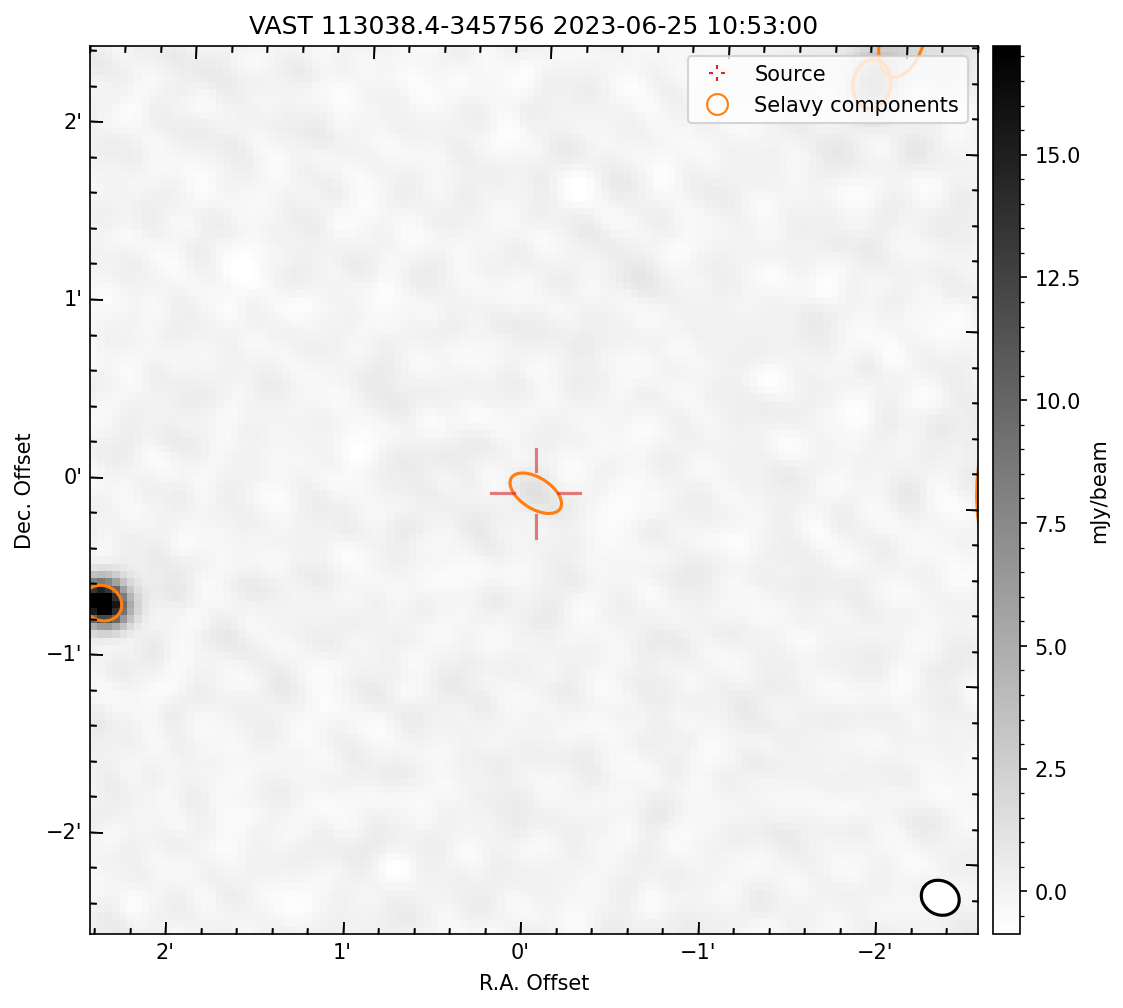 VAST 113038.4-345756 2023-06-25 10:53:00
Source
Selavy components
2'
1'
0'
−1'
−2'
Dec. Offset
2'
1'
0'
−1'
−2'
R.A. Offset
15.0
12.5
10.0
7.5
5.0
2.5
0.0
mJy/beam